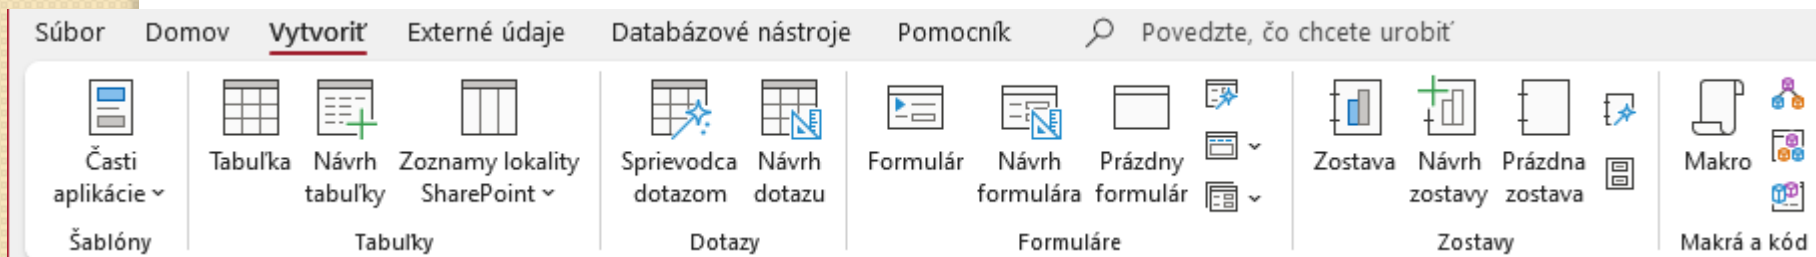 Súbor Domov Vytvoriť Externé údaje Databázové nástroje Pomocník Povedzte, čo chcete urobiť
Časti aplikácie
Šablóny
Tabuľka
Návrh tabuľky
Zoznamy lokality SharePoint
Tabuľky
Sprievodca dotazom
Návrh dotazu
Dotazy
Formulár
Návrh formulára
Prázdny formulár
Formuláre
Zostava
Návrh zostavy
Prázdna zostava
Zostavy
Makro
Makrá a kód